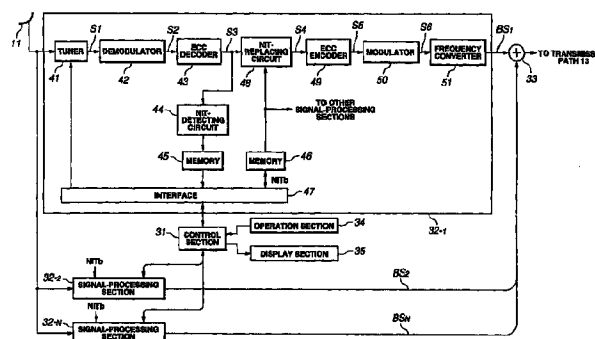 11
S1
S2
S3
S4
S5
S6
BS1
TUNER
DEMODULATOR
ECC
DECODER
NIT-
REPLACING
CIRCUIT
ECC
ENCODER
MODULATOR
FREQUENCY
CONVERTER
TO TRANSMISS
PATH 13
41
42
43
48
49
50
51
33
44
NIT-
DETECTING
CIRCUIT
TO OTHER
SIGNAL-PROCESSING
SECTIONS
45
MEMORY
MEMORY
46
NITb
INTERFACE
47
31
CONTROL
SECTION
OPERATION SECTION
34
32-1
DISPLAY SECTION
35
32-2
NITb
SIGNAL-PROCESSING
SECTION
BS2
NITb
32-N
SIGNAL-PROCESSING
SECTION
BSN